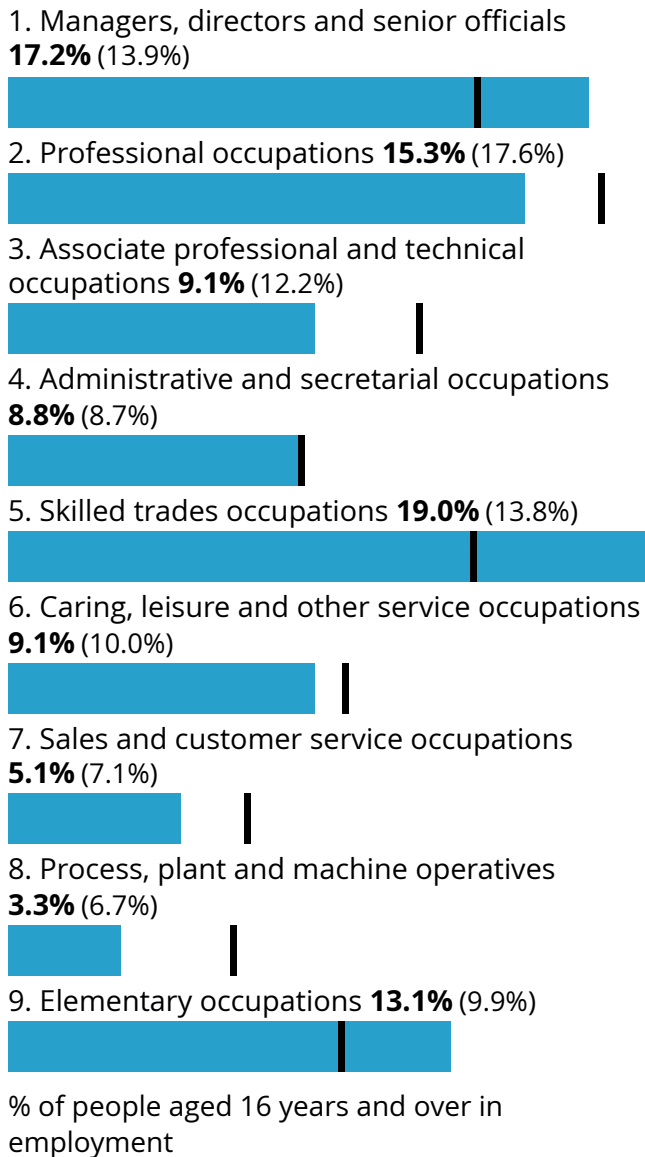 1. Managers, directors and senior officials
17.2% (13.9%)
2. Professional occupations 15.3% (17.6%)
3. Associate professional and technical
occupations 9.1% (12.2%)
4. Administrative and secretarial occupations
8.8% (8.7%)
5. Skilled trades occupations 19.0% (13.8%)
6. Caring, leisure and other service occupations
9.1% (10.0%)
7. Sales and customer service occupations
5.1% (7.1%)
8. Process, plant and machine operatives
3.3% (6.7%)
9. Elementary occupations 13.1% (9.9%)
% of people aged 16 years and over in
employment